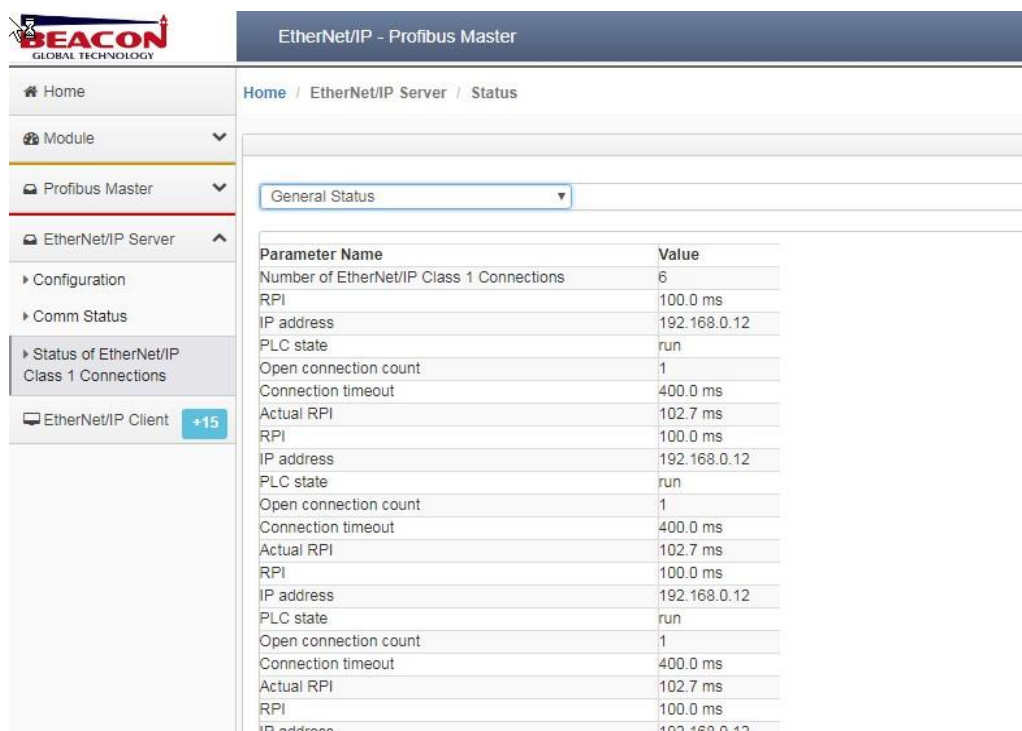 BEACON
GLOBAL TECHNOLOGY
EtherNet/IP - Profibus Master
Home
Module
Profibus Master
EtherNet/IP Server
Configuration
Comm Status
Status of EtherNet/IP
Class 1 Connections
EtherNet/IP Client +15
Home / EtherNet/IP Server / Status
General Status
Parameter Name Value
Number of EtherNet/IP Class 1 Connections 6
RPI 100.0 ms
IP address 192.168.0.12
PLC state run
Open connection count 1
Connection timeout 400.0 ms
Actual RPI 102.7 ms
RPI 100.0 ms
IP address 192.168.0.12
PLC state run
Open connection count 1
Connection timeout 400.0 ms
Actual RPI 102.7 ms
RPI 100.0 ms
IP address 192.168.0.12
PLC state run
Open connection count 1
Connection timeout 400.0 ms
Actual RPI 102.7 ms
RPI 100.0 ms
IP address 192.168.0.12